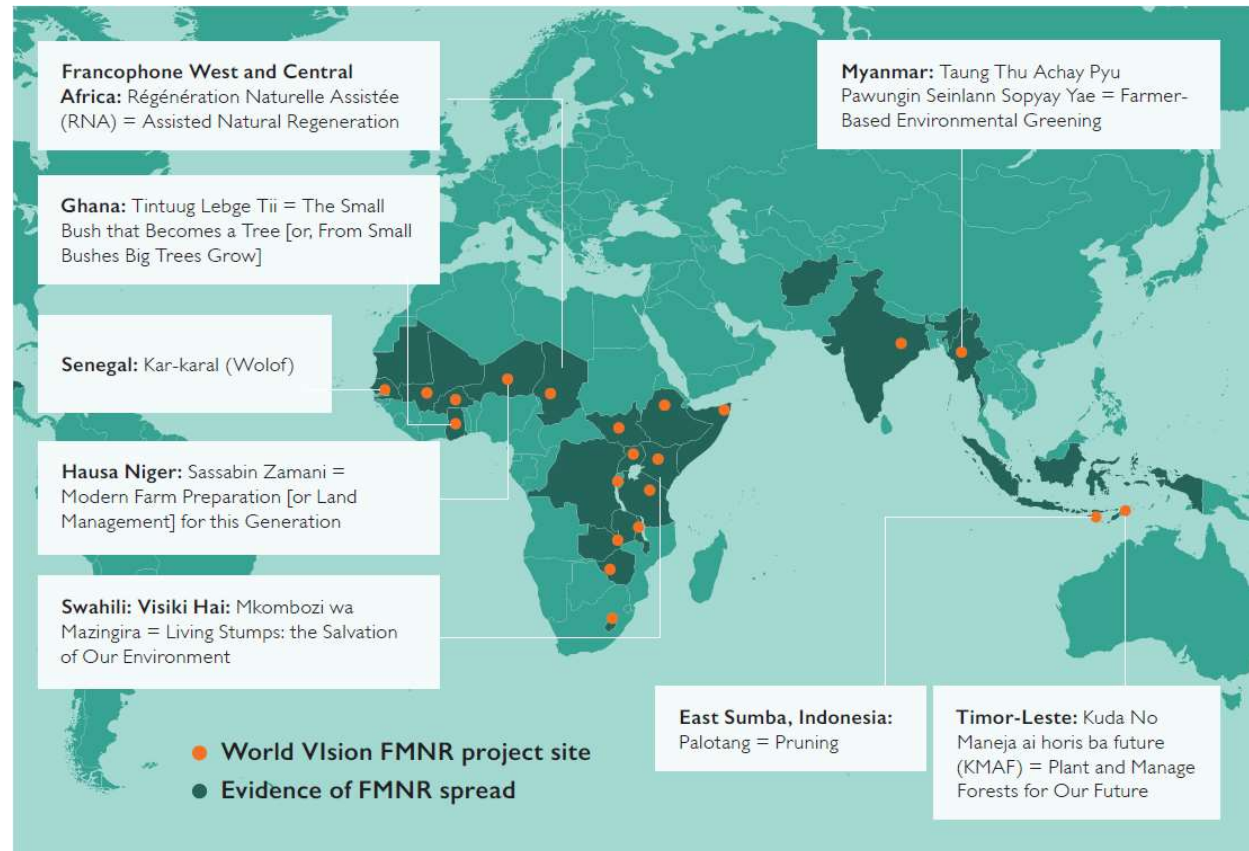 Francophone West and Central
Africa: Régénération Naturelle Assistée
(RNA) = Assisted Natural Regeneration
Ghana: Tintuug Lebge Tii = The Small
Bush that Becomes a Tree [or, From Small
Bushes Big Trees Grow]
Senegal: Kar-karal (Wolof)
Hausa Niger: Sassabin Zamani =
Modern Farm Preparation [or Land
Management] for this Generation
Swahili: Visiki Hai: Mkombozi wa
Mazingira = Living Stumps: the Salvation
of Our Environment
Myanmar: Taung Thu Achay Pyu
Pawungin Seinlann Sopyay Yae = Farmer-
Based Environmental Greening
East Sumba, Indonesia:
Palotang = Pruning
Timor-Leste: Kuda No
Maneja ai horis ba future
(KMAF) = Plant and Manage
Forests for Our Future
World VIsion FMNR project site
Evidence of FMNR spread